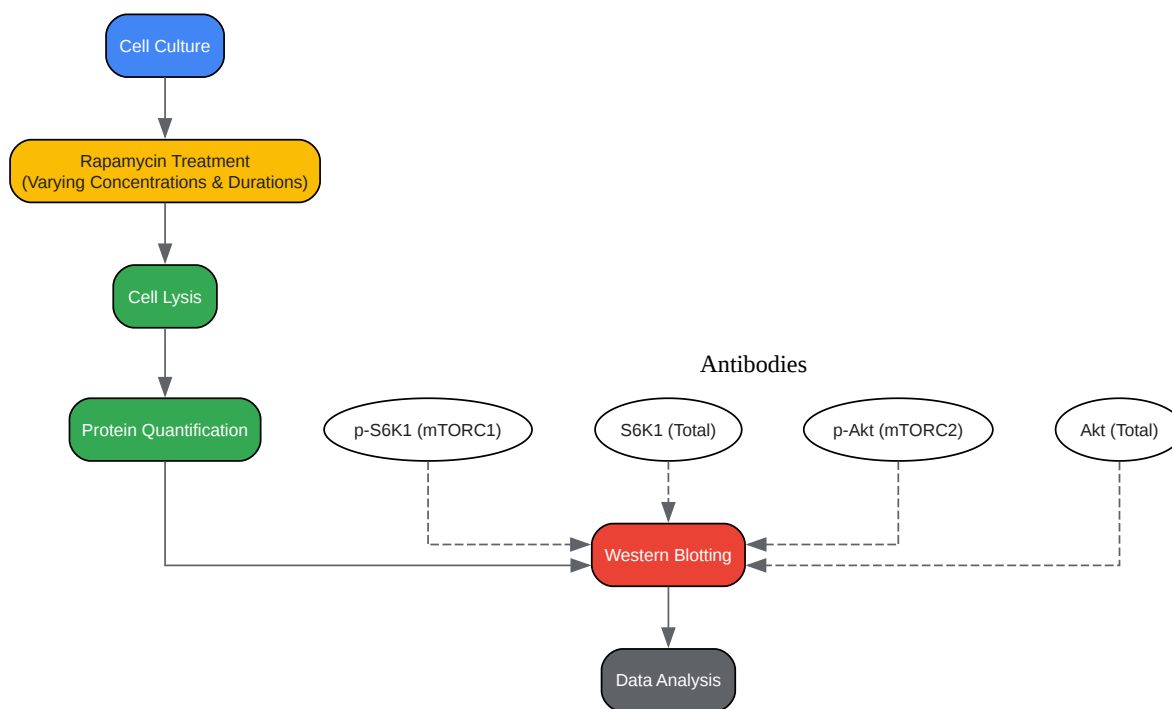 Cell Culture
Rapamycin Treatment
(Varying Concentrations & Durations)
Cell Lysis
Antibodies
Protein Quantification
p-S6K1 (mTORC1)
S6K1 (Total)
p-Akt (mTORC2)
Akt (Total)
Western Blotting
Data Analysis